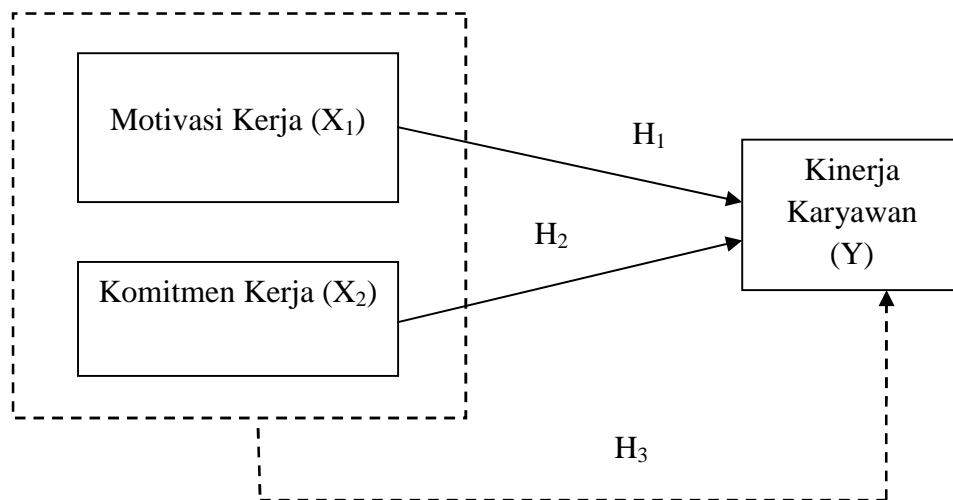 Motivasi Kerja (X₁)
H₁
Kinerja
Karyawan
(Y)
H₂
Komitmen Kerja (X₂)
H₃